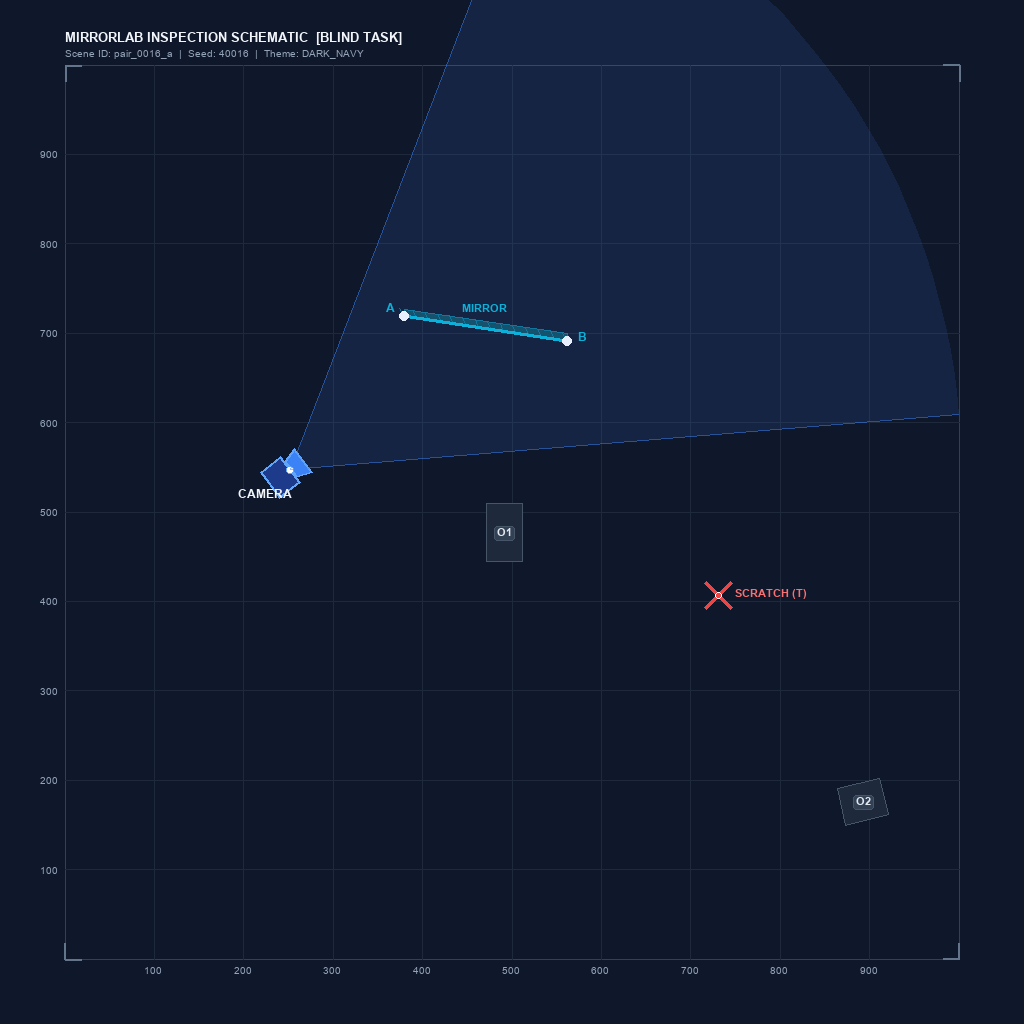 MIRRORLAB INSPECTION SCHEMATIC [BLIND TASK]
Scene ID: pair_0016_a | Seed: 40016 | Theme: DARK_NAVY
900
800
A
MIRROR
B
700
600
CAMERA
500
O1
400
SCRATCH (T)
300
200
O2
100
100 200 300 400 500 600 700 800 900